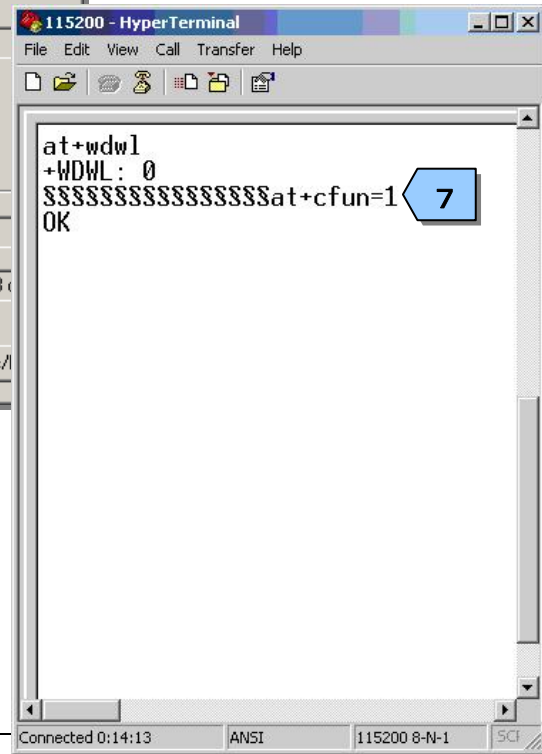 115200 - HyperTerminal
File Edit View Call Transfer Help
at+wdwl
+WDWL: 0
§§§§§§§§§§§§§§§§at+cfun=1
7
OK
Connected 0:14:13 ANSI 115200 8-N-1